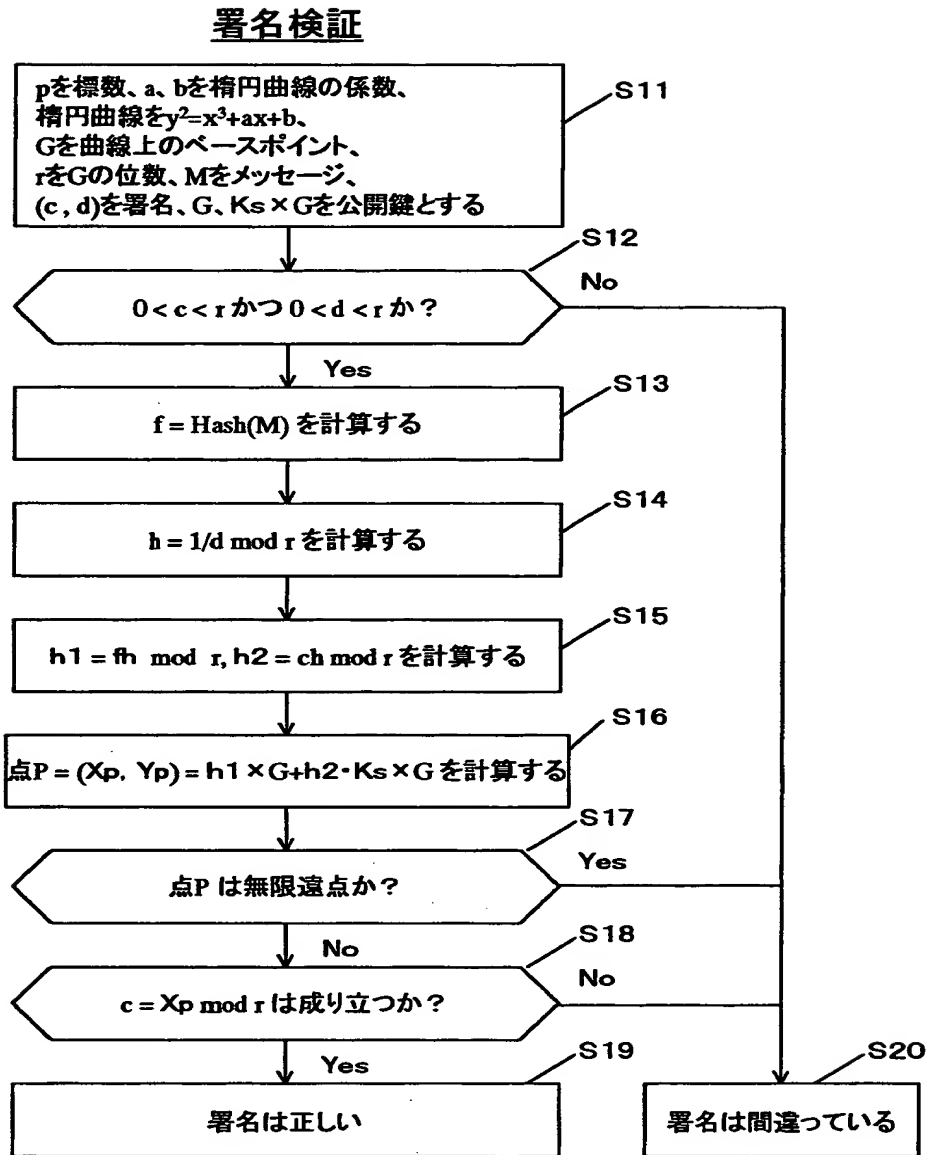 署名検証
pを標数、a、bを楕円曲線の係数、
楕円曲線をy²=x³+ax+b、
Gを曲線上のベースポイント、
rをGの位数、Mをメッセージ、
(c , d)を署名、G、Ks×Gを公開鍵とする
S11
S12
0 < c < r かつ 0 < d < r か？
No
Yes
S13
f = Hash(M) を計算する
S14
h = 1/d mod r を計算する
S15
h1 = fh mod r, h2 = ch mod r を計算する
S16
点P = (Xp, Yp) = h1×G+h2・Ks×G を計算する
S17
点P は無限遠点か？
Yes
No
S18
c = Xp mod r は成り立つか？
No
Yes
S19
署名は正しい
S20
署名は間違っている